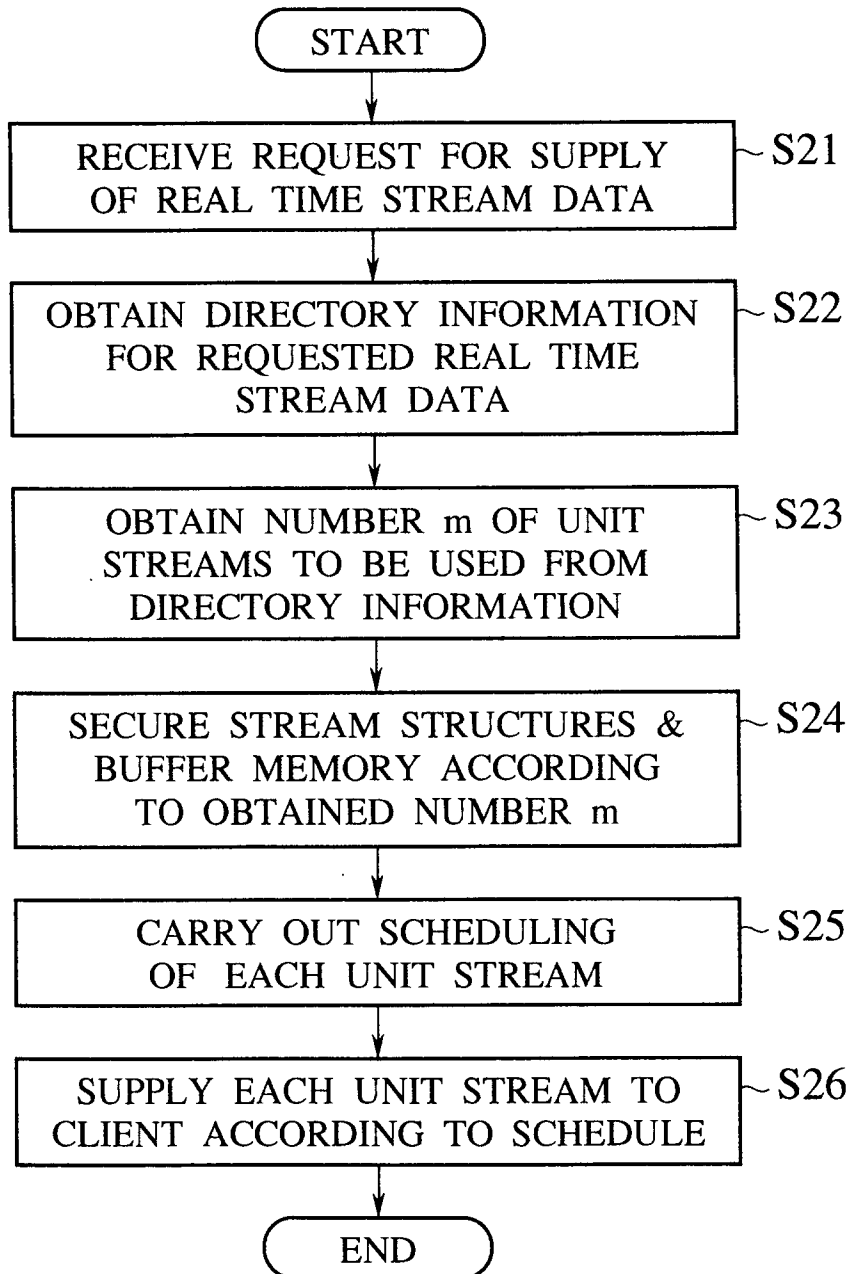 START
RECEIVE REQUEST FOR SUPPLY
OF REAL TIME STREAM DATA
~ S21
OBTAIN DIRECTORY INFORMATION
FOR REQUESTED REAL TIME
STREAM DATA
~ S22
OBTAIN NUMBER m OF UNIT
STREAMS TO BE USED FROM
DIRECTORY INFORMATION
~ S23
SECURE STREAM STRUCTURES &
BUFFER MEMORY ACCORDING
TO OBTAINED NUMBER m
~ S24
CARRY OUT SCHEDULING
OF EACH UNIT STREAM
~ S25
SUPPLY EACH UNIT STREAM TO
CLIENT ACCORDING TO SCHEDULE
~ S26
END